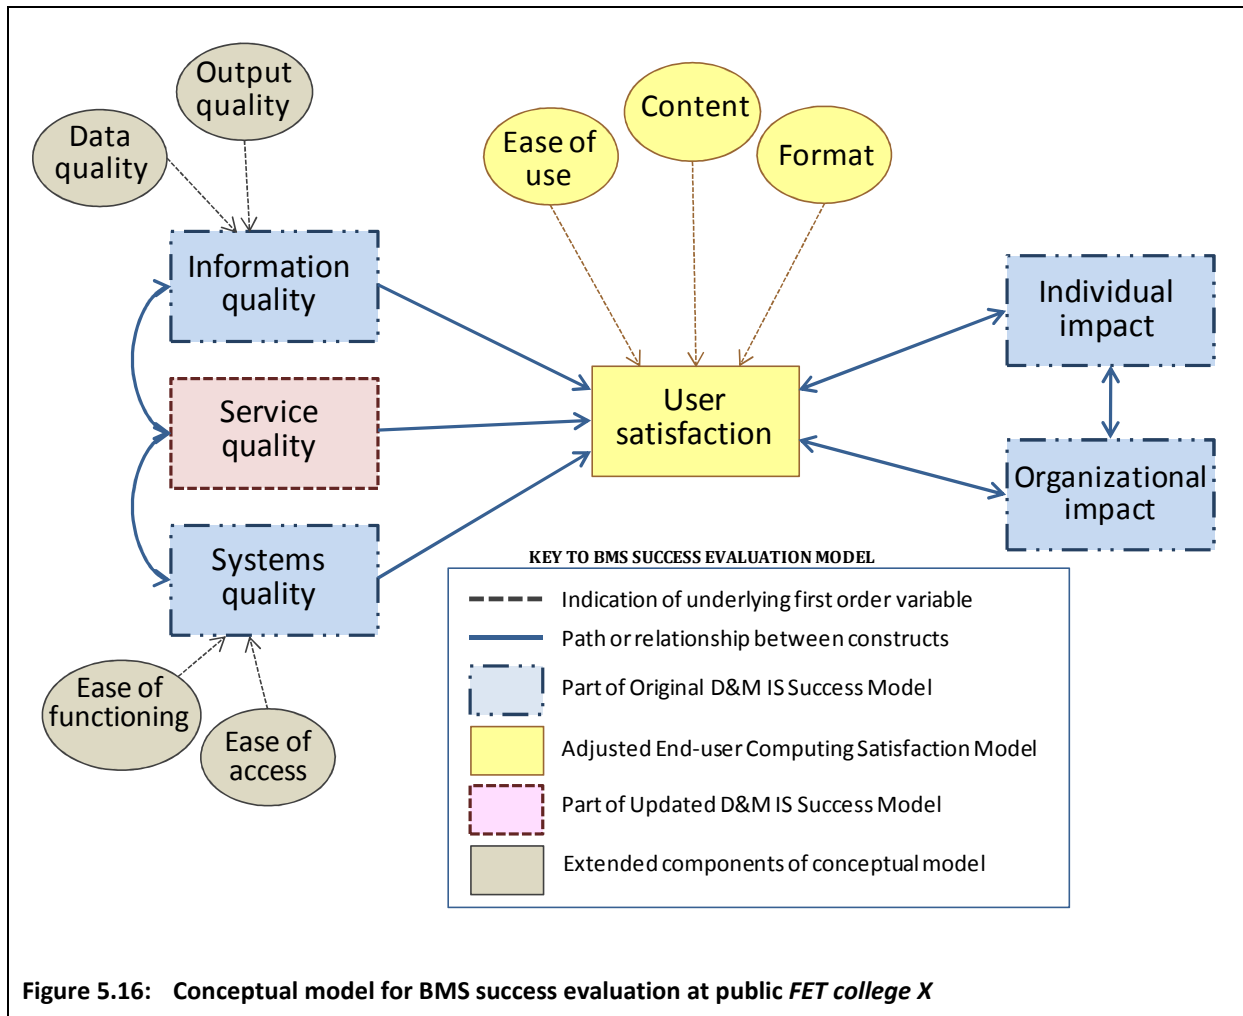 Output
quality
Data
quality
Content
Ease of
use
Format
Information
quality
Individual
impact
Service
quality
User
satisfaction
Organizational
impact
Systems
quality
Ease of
functioning
Ease of
access
KEY TO BMS SUCCESS EVALUATION MODEL
Indication of underlying first order variable
Path or relationship between constructs
Part of Original D&M IS Success Model
Adjusted End-user Computing Satisfaction Model
Part of Updated D&M IS Success Model
Extended components of conceptual model
Figure 5.16: Conceptual model for BMS success evaluation at public FET college X